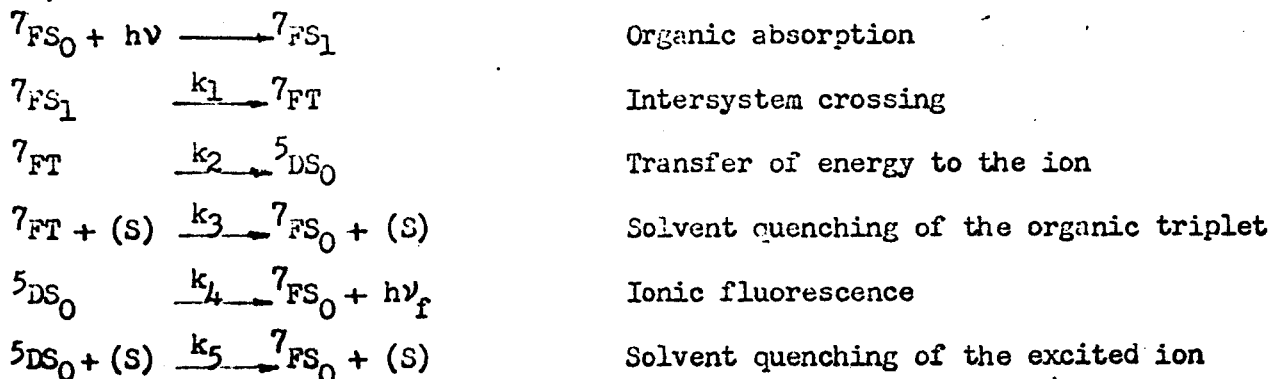 ⁷FS₀ + hν ⟶ ⁷FS₁ Organic absorption
⁷FS₁ —k₁→ ⁷FT Intersystem crossing
⁷FT —k₂→ ⁵DS₀ Transfer of energy to the ion
⁷FT + (S) —k₃→ ⁷FS₀ + (S) Solvent quenching of the organic triplet
⁵DS₀ —k₄→ ⁷FS₀ + hν_f Ionic fluorescence
⁵DS₀ + (S) —k₅→ ⁷FS₀ + (S) Solvent quenching of the excited ion